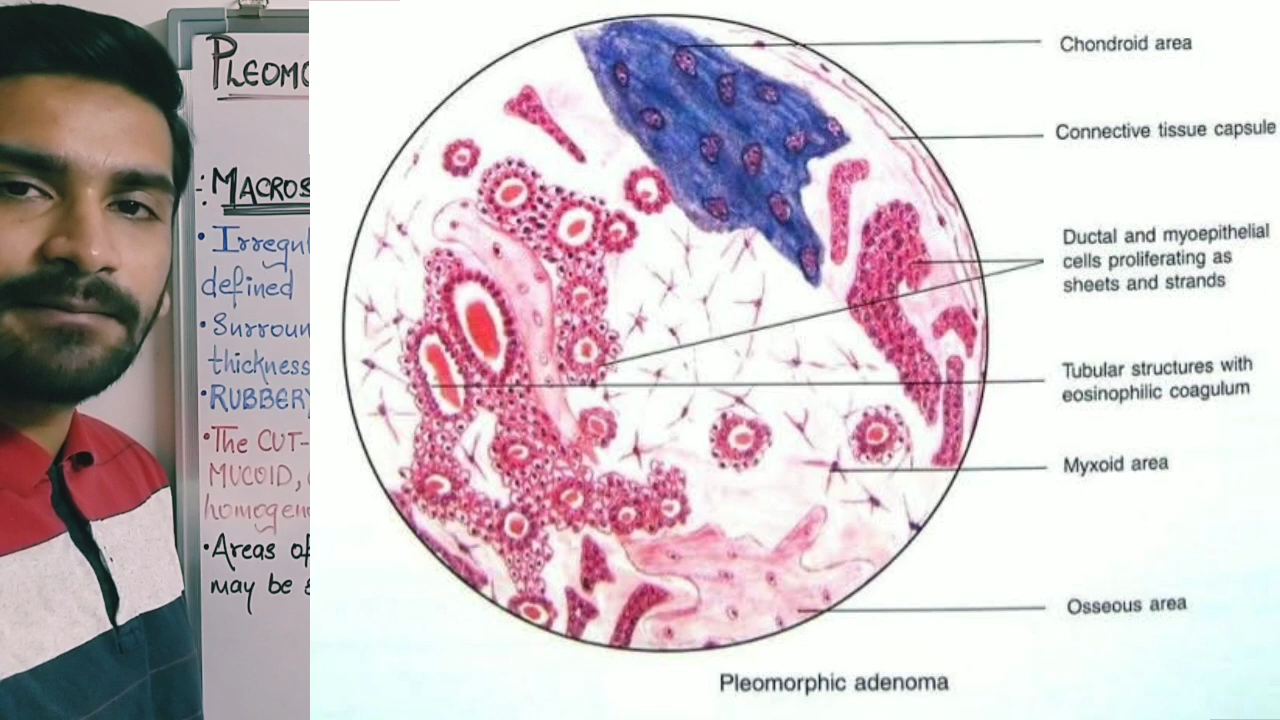 PLEOMO
:MACROS
• Irregul
defined
• Surroun
thickness
• RUBBERY
• The CUT-
MUCOID,
homogen
• Areas of
may be
Chondroid area
Connective tissue capsule
Ductal and myoepithelial
cells proliferating as
sheets and strands
Tubular structures with
eosinophilic coagulum
Myxoid area
Osseous area
Pleomorphic adenoma